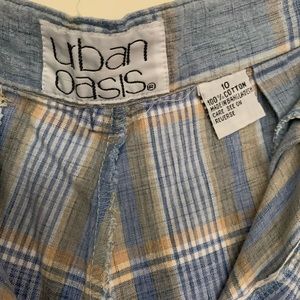 urban
oasis®
10
100% COTTON
MADE IN BANGLADESH
CARE SEE ON
REVERSE